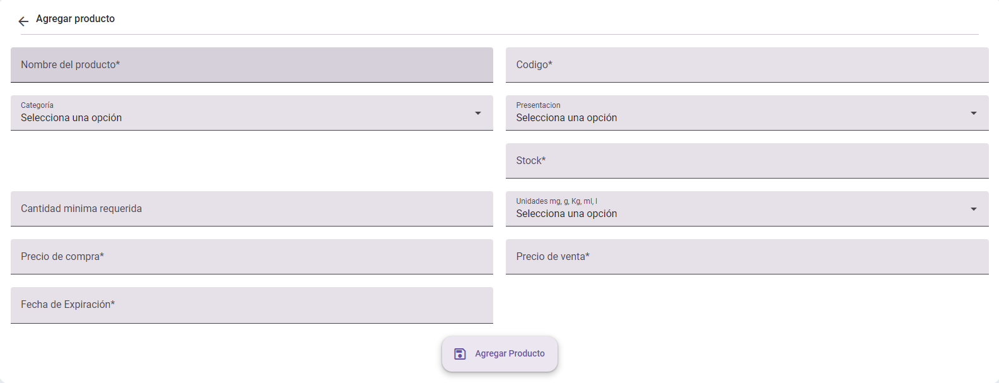 Agregar producto
Nombre del producto*
Codigo*
Categoría
Selecciona una opción
Presentacion
Selecciona una opción
Stock*
Cantidad minima requerida
Unidades mg, g, Kg, ml, l
Selecciona una opción
Precio de compra*
Precio de venta*
Fecha de Expiración*
Agregar Producto